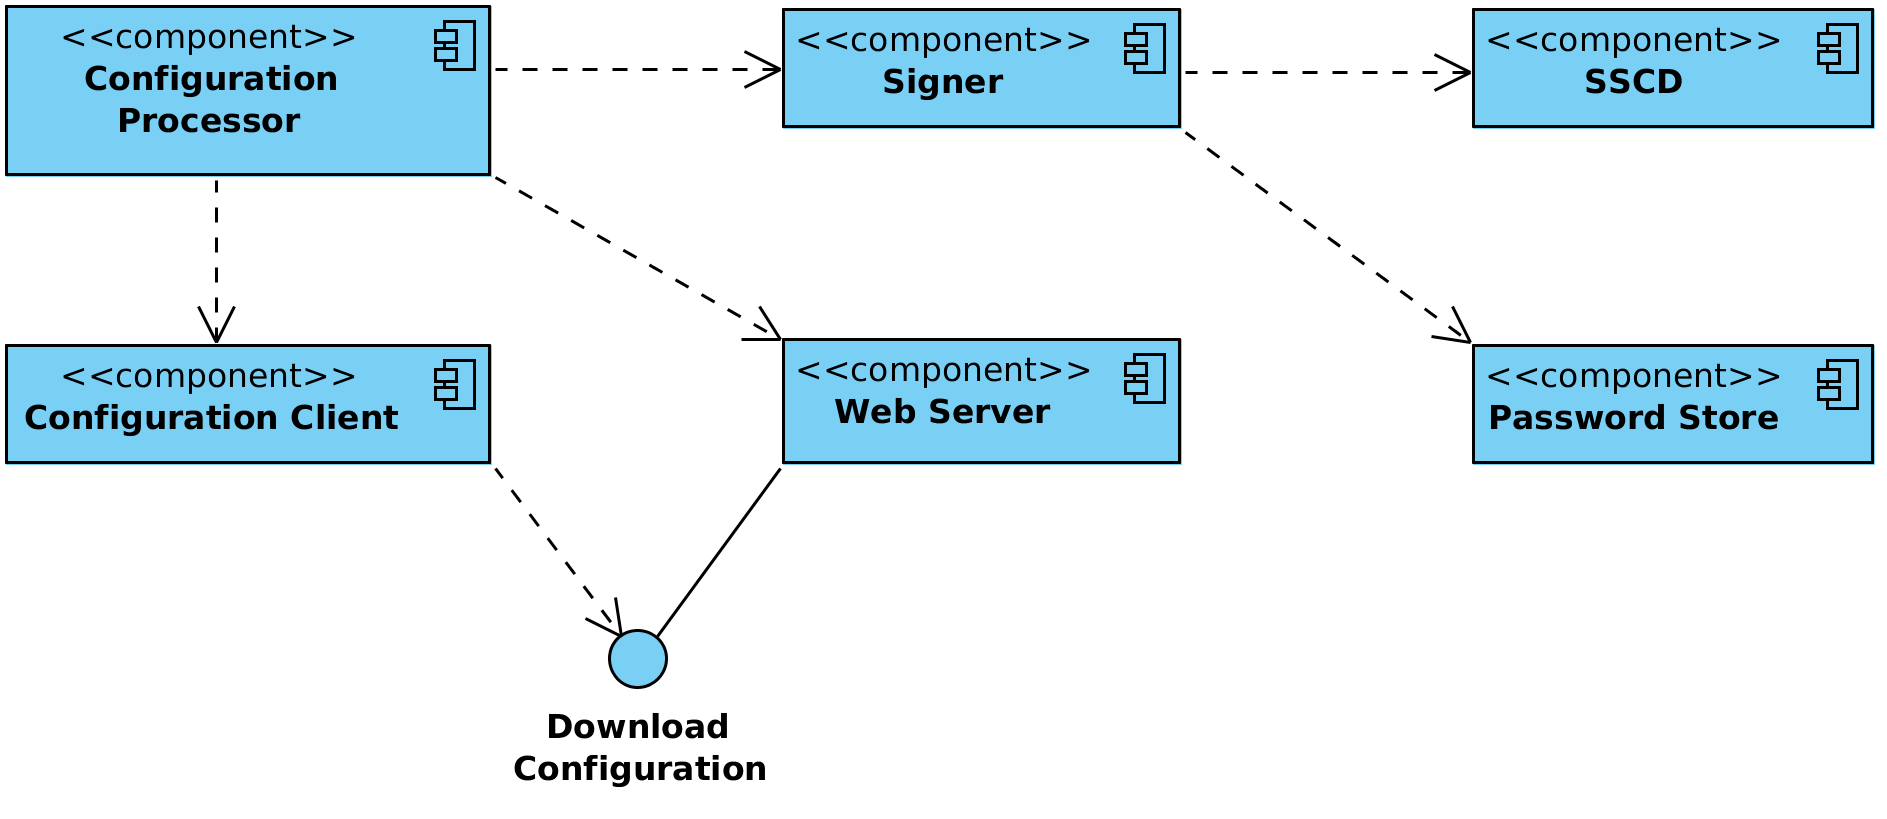 <<component>>
Configuration
Processor
<<component>>
Signer
<<component>>
SSCD
<<component>>
Configuration Client
<<component>>
Web Server
<<component>>
Password Store
Download
Configuration